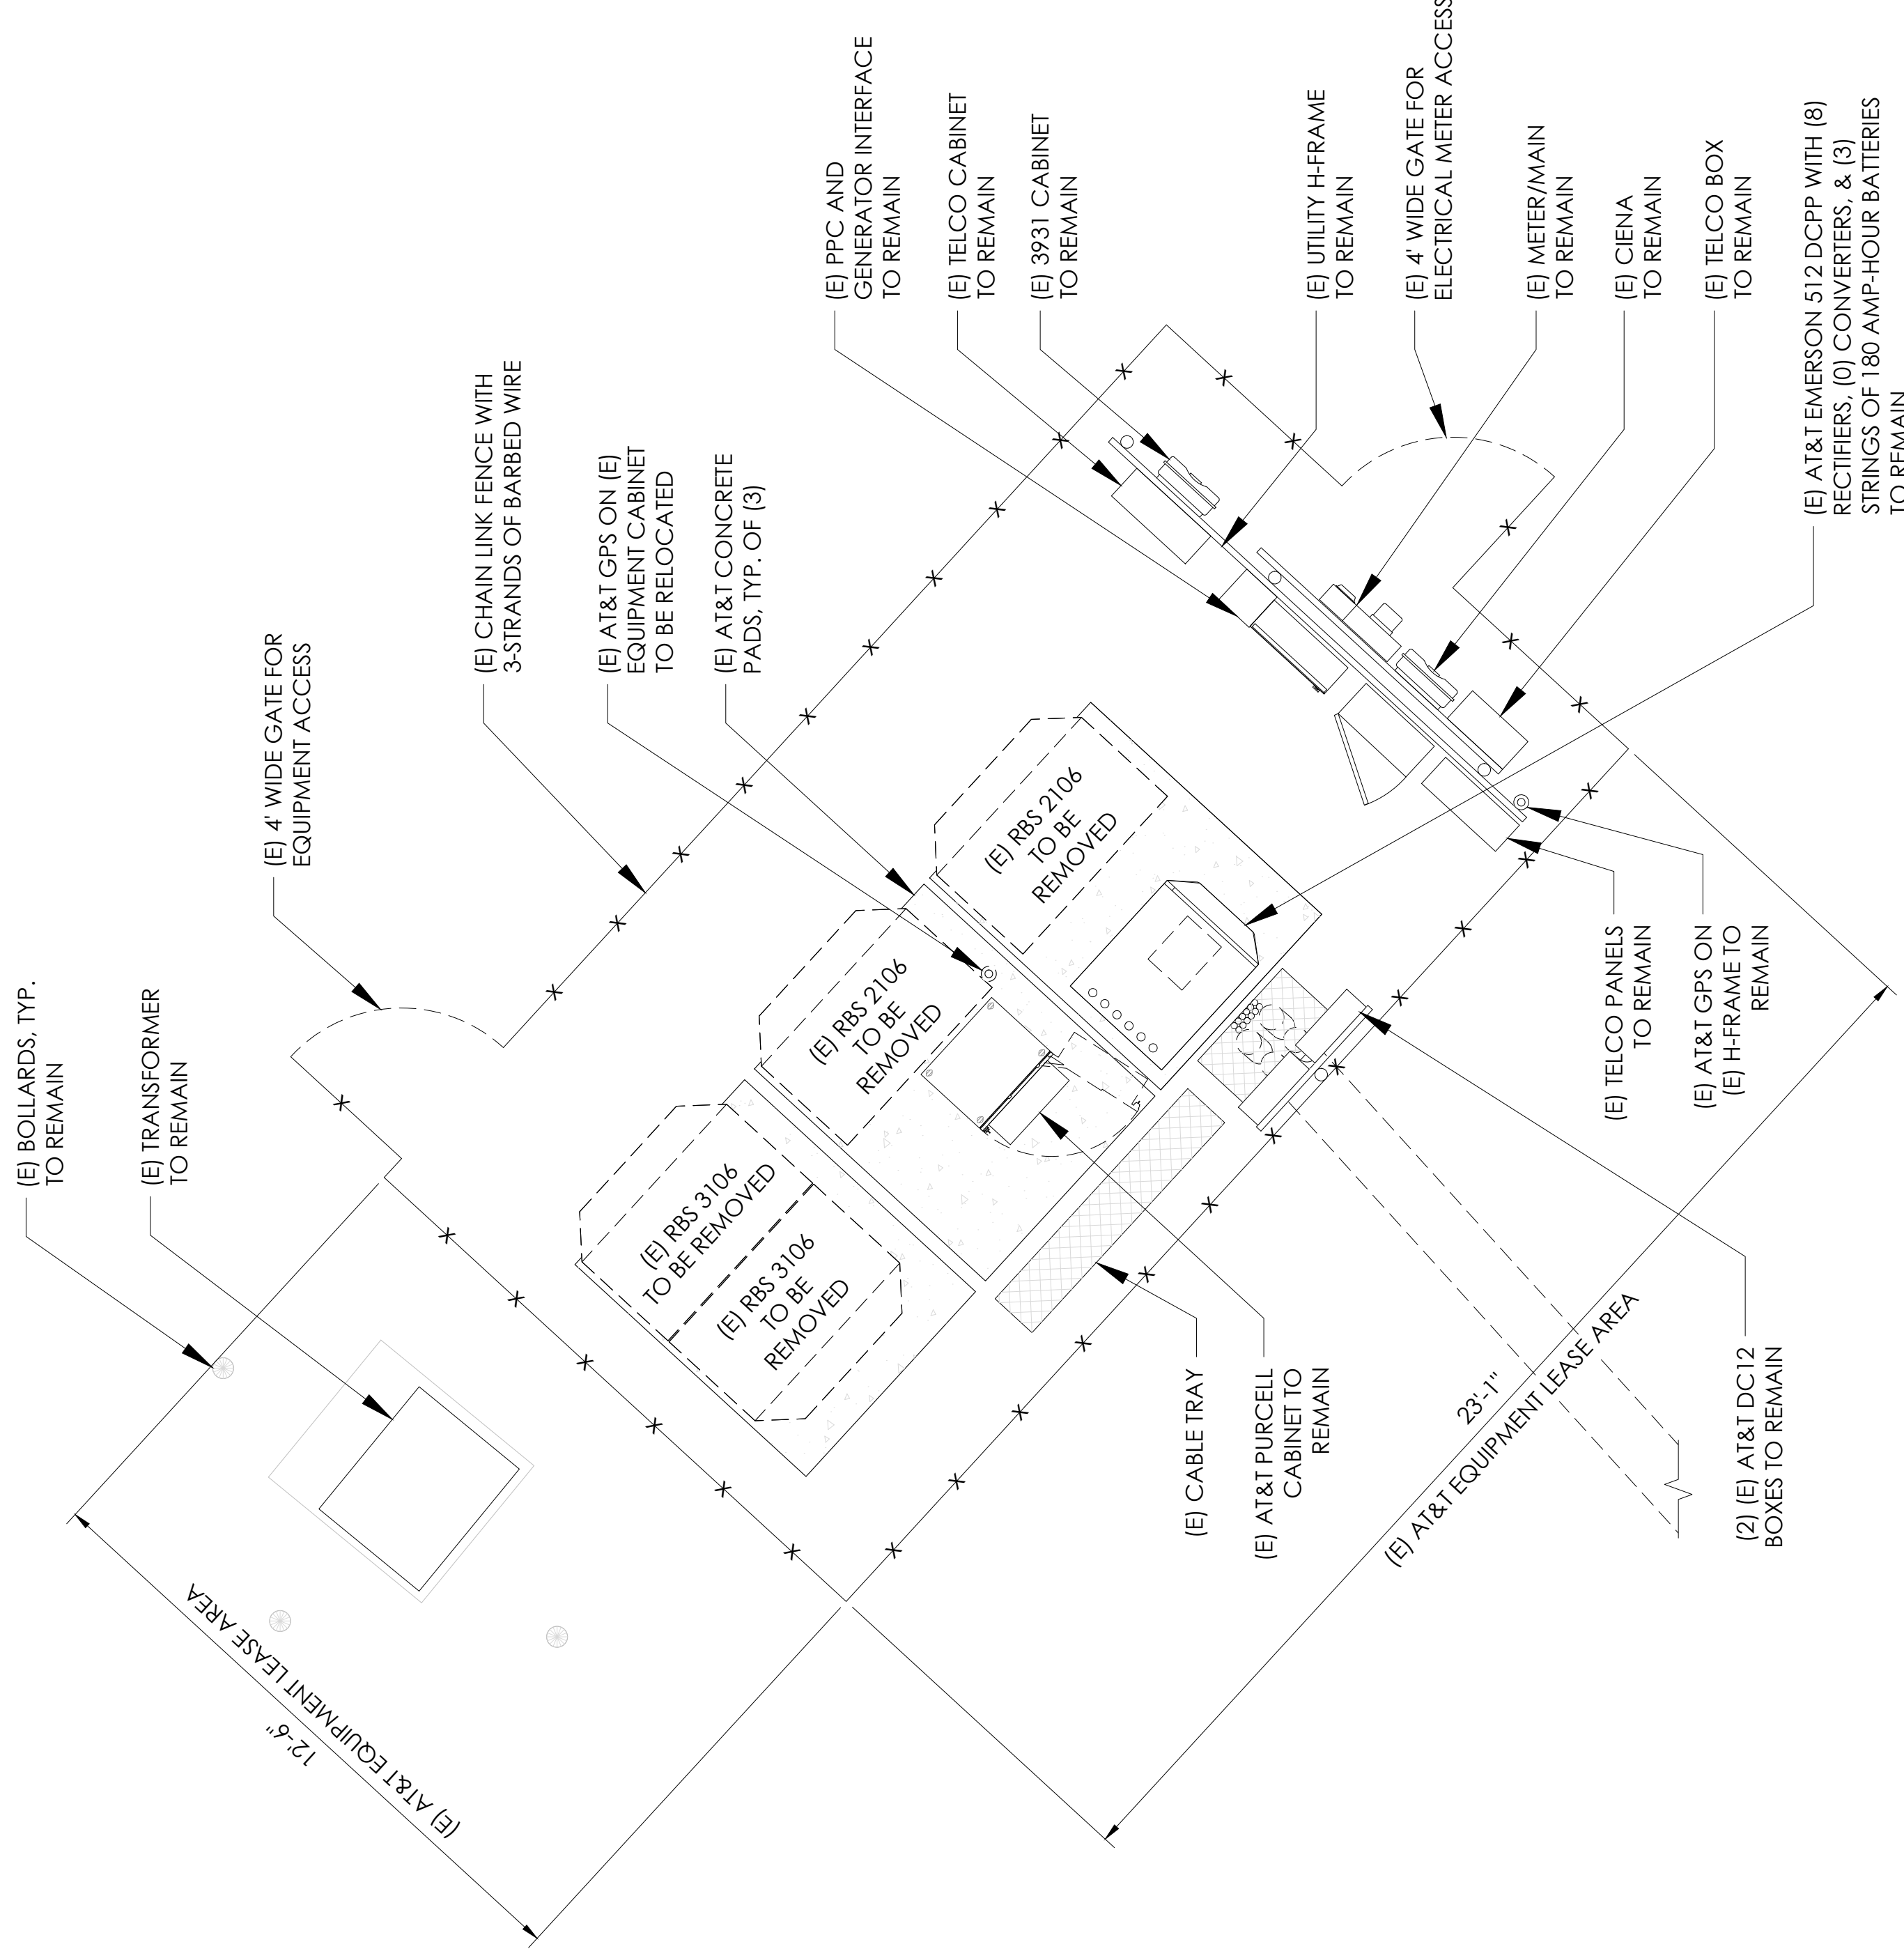 (E) BOLLARDS, TYP.
TO REMAIN
(E) TRANSFORMER
TO REMAIN
(E) 4' WIDE GATE FOR
EQUIPMENT ACCESS
(E) CHAIN LINK FENCE WITH
3-STRANDS OF BARBED WIRE
(E) AT&T GPS ON (E)
EQUIPMENT CABINET
TO BE RELOCATED
(E) AT&T CONCRETE
PADS, TYP. OF (3)
(E) PPC AND
GENERATOR INTERFACE
TO REMAIN
(E) TELCO CABINET
TO REMAIN
(E) 3931 CABINET
TO REMAIN
(E) UTILITY H-FRAME
TO REMAIN
(E) 4' WIDE GATE FOR
ELECTRICAL METER ACCESS
(E) METER/MAIN
TO REMAIN
(E) CIENA
TO REMAIN
(E) TELCO BOX
TO REMAIN
(E) AT&T EMERSON 512 DCPP WITH (8)
RECTIFIERS, (0) CONVERTERS, & (3)
STRINGS OF 180 AMP-HOUR BATTERIES
TO REMAIN
(E) RBS 3106
TO BE REMOVED
(E) RBS 3106
TO BE
REMOVED
(E) RBS 2106
TO BE
REMOVED
(E) RBS 2106
TO BE
REMOVED
(E) CABLE TRAY
(E) AT&T PURCELL
CABINET TO
REMAIN
(E) TELCO PANELS
TO REMAIN
(E) AT&T GPS ON
(E) H-FRAME TO
REMAIN
(2) (E) AT&T DC12
BOXES TO REMAIN
12'-6"
(E) AT&T EQUIPMENT LEASE AREA
23'-1"
(E) AT&T EQUIPMENT LEASE AREA